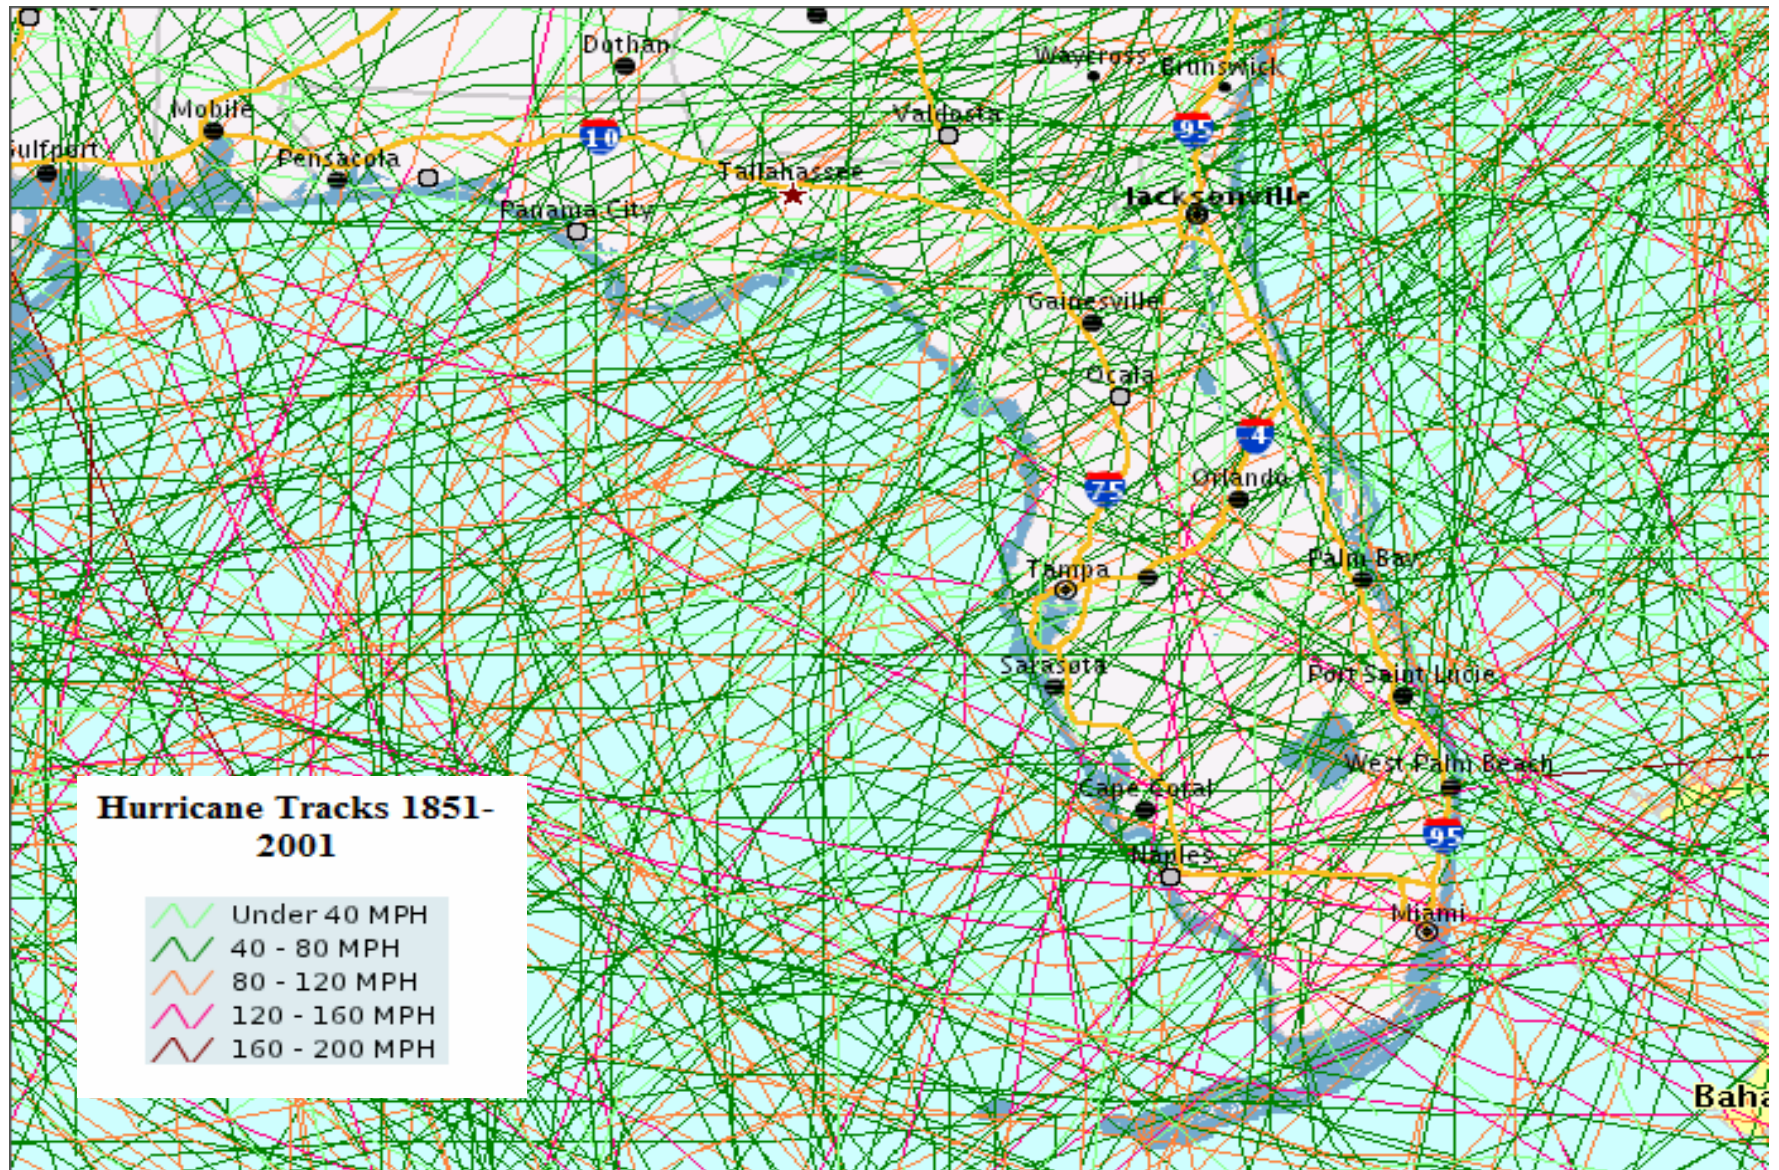 Dothan
Waycross
Brunswick
Mobile
Valdosta
10
95
ulfport
Pensacola
Tallahassee
Jacksonville
Panama City
Gainesville
Ocala
4
75
Orlando
Tampa
Palm Bay
Sarasota
Port Saint Lucie
West Palm Beach
Cape Coral
95
Naples
Miami
Baha
Hurricane Tracks 1851-
2001
Under 40 MPH
40 - 80 MPH
80 - 120 MPH
120 - 160 MPH
160 - 200 MPH